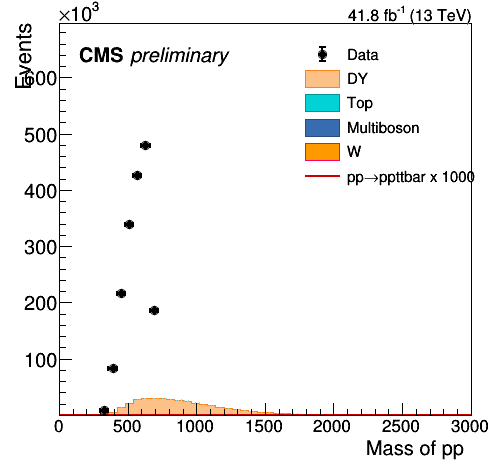 ×10³
41.8 fb⁻¹ (13 TeV)
Events
CMS preliminary
Data
DY
Top
Multiboson
W
pp→ppttbar x 1000
600
500
400
300
200
100
0 500 1000 1500 2000 2500 3000
Mass of pp